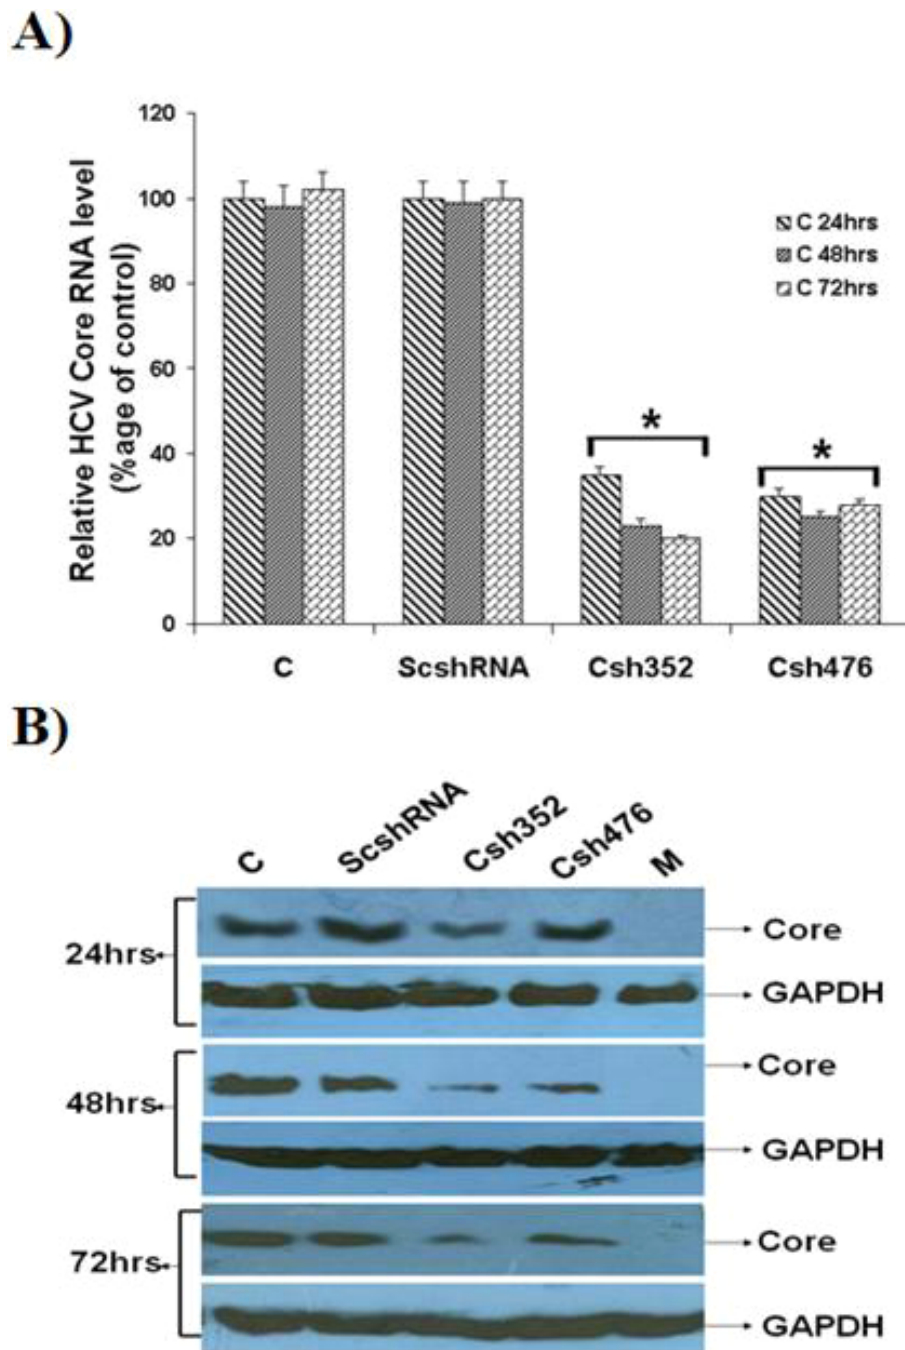 A)
Relative HCV Core RNA level
(%age of control)
120
100
80
60
40
20
0
C 24hrs
C 48hrs
C 72hrs
*
*
C ScshRNA Csh352 Csh476
B)
C ScshRNA Csh352 Csh476 M
24hrs
Core
GAPDH
48hrs
Core
GAPDH
72hrs
Core
GAPDH